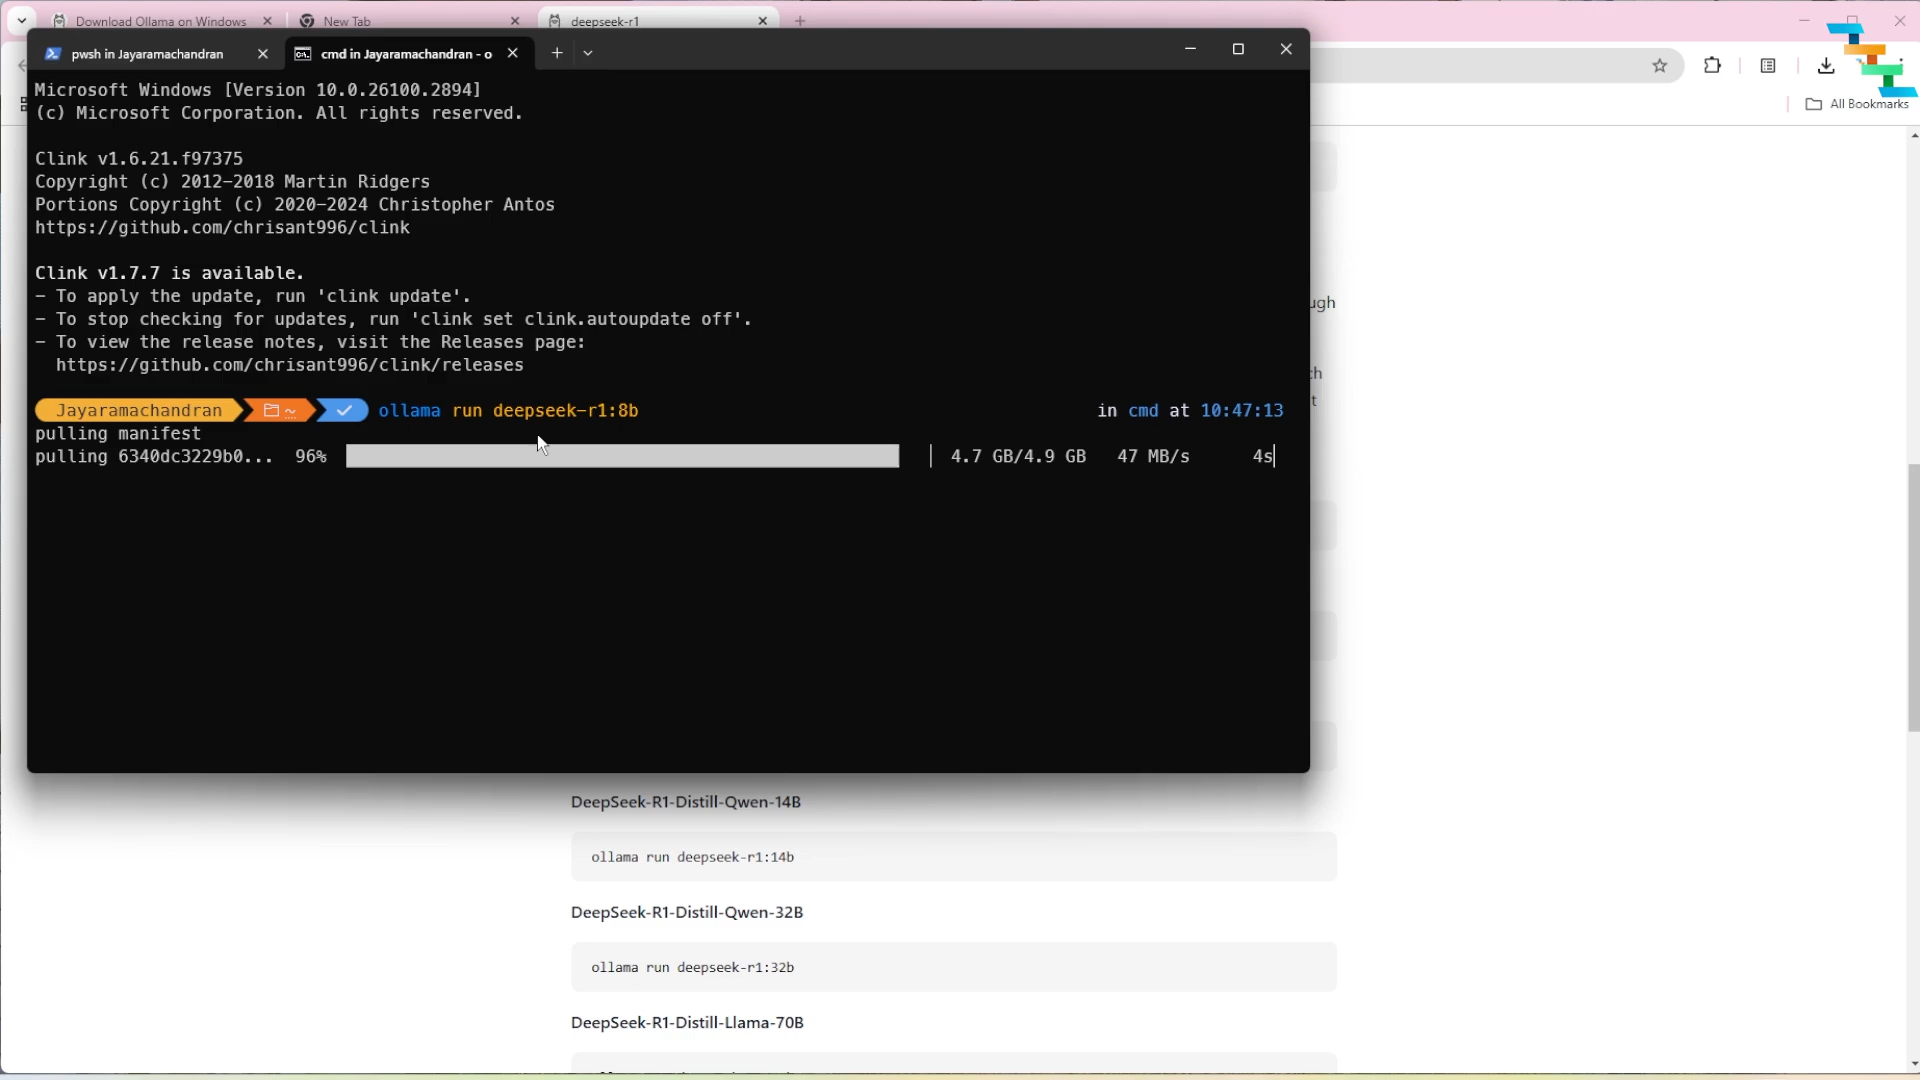 Download Ollama on Windows
New Tab
deepseek-r1
pwsh in Jayaramachandran
cmd in Jayaramachandran - o
All Bookmarks
Microsoft Windows [Version 10.0.26100.2894]
(c) Microsoft Corporation. All rights reserved.
Clink v1.6.21.f97375
Copyright (c) 2012-2018 Martin Ridgers
Portions Copyright (c) 2020-2024 Christopher Antos
https://github.com/chrisant996/clink
Clink v1.7.7 is available.
- To apply the update, run 'clink update'.
- To stop checking for updates, run 'clink set clink.autoupdate off'.
- To view the release notes, visit the Releases page:
https://github.com/chrisant996/clink/releases
Jayaramachandran ~ ollama run deepseek-r1:8b in cmd at 10:47:13
pulling manifest
pulling 6340dc3229b0... 96% 4.7 GB/4.9 GB 47 MB/s 4s
DeepSeek-R1-Distill-Qwen-14B
ollama run deepseek-r1:14b
DeepSeek-R1-Distill-Qwen-32B
ollama run deepseek-r1:32b
DeepSeek-R1-Distill-Llama-70B